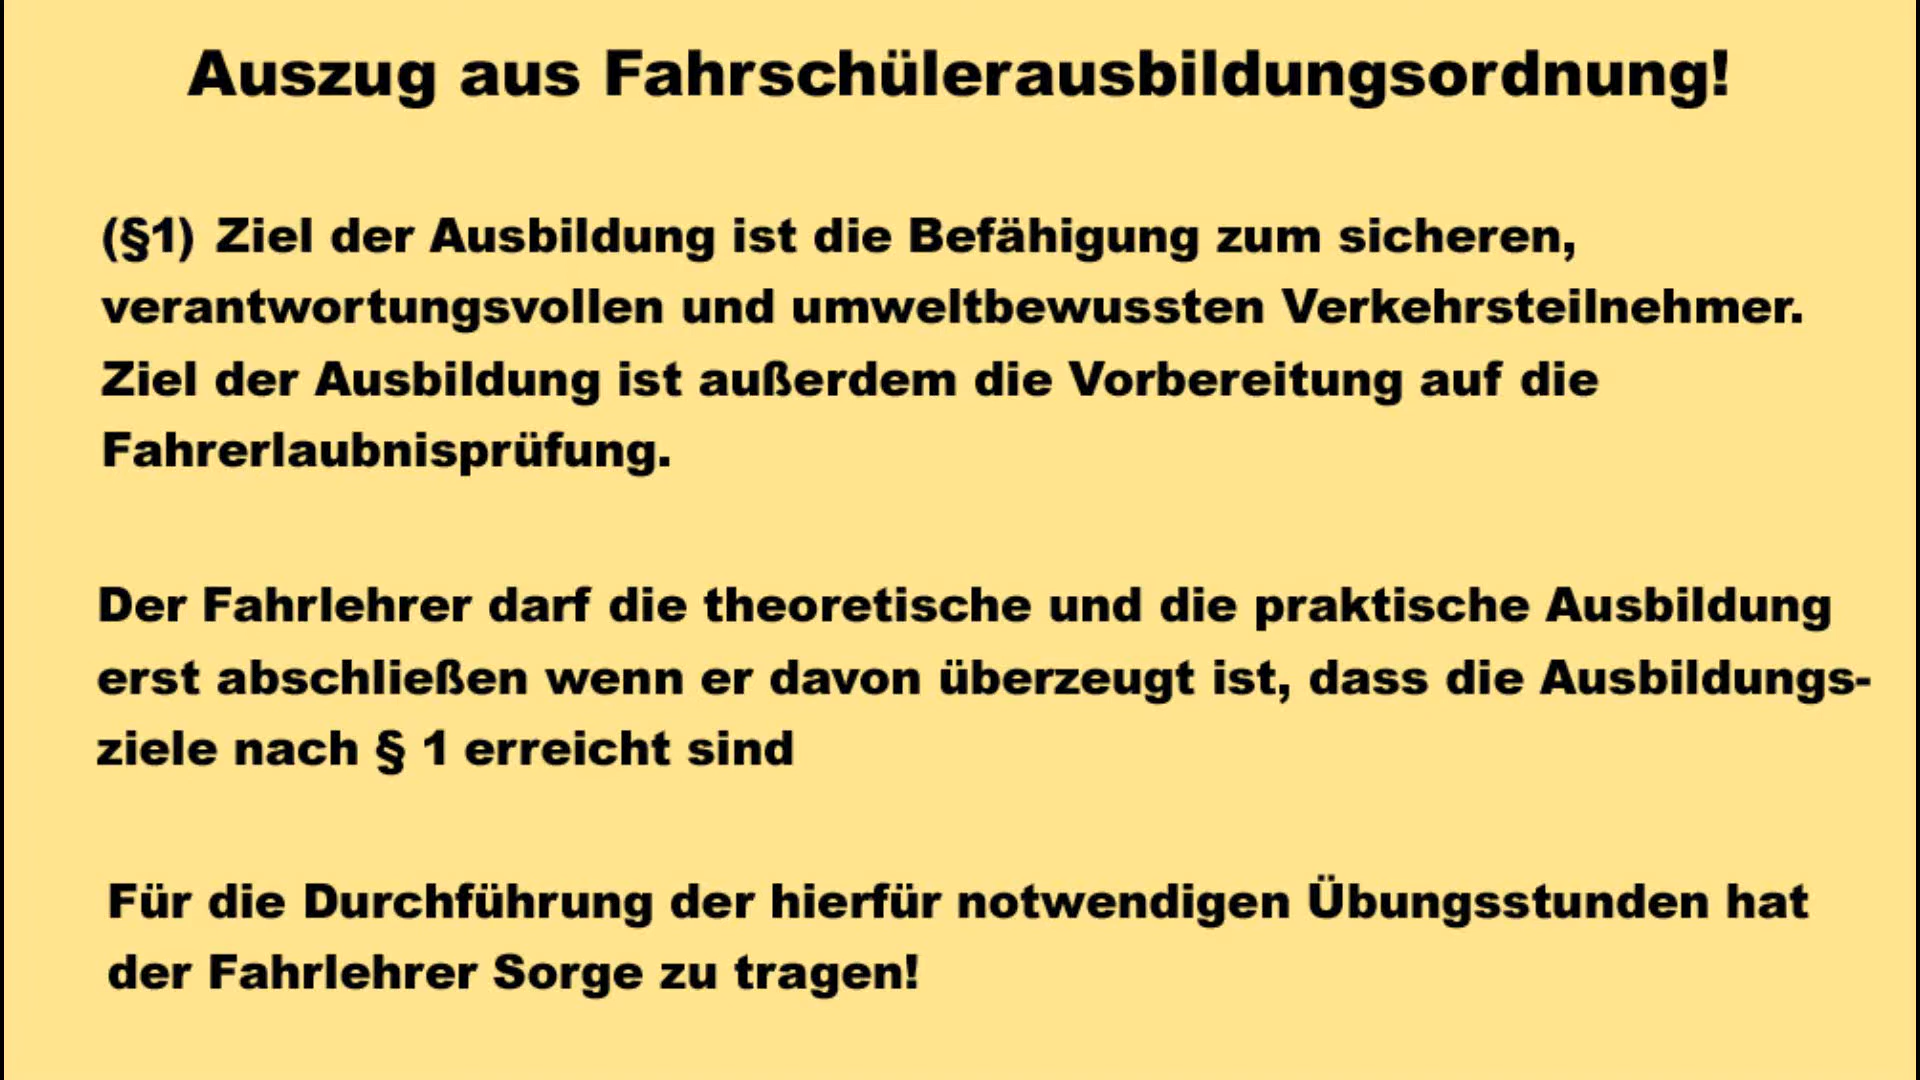 Auszug aus Fahrschülerausbildungsordnung!
(§1) Ziel der Ausbildung ist die Befähigung zum sicheren,
verantwortungsvollen und umweltbewussten Verkehrsteilnehmer.
Ziel der Ausbildung ist außerdem die Vorbereitung auf die
Fahrerlaubnisprüfung.
Der Fahrlehrer darf die theoretische und die praktische Ausbildung
erst abschließen wenn er davon überzeugt ist, dass die Ausbildungs-
ziele nach § 1 erreicht sind
Für die Durchführung der hierfür notwendigen Übungsstunden hat
der Fahrlehrer Sorge zu tragen!